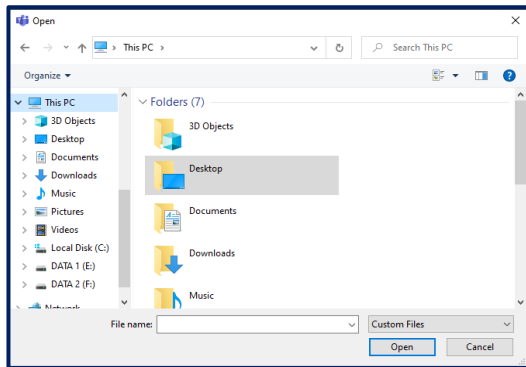 Open
This PC
Search This PC
Organize
This PC
3D Objects
Desktop
Documents
Downloads
Music
Pictures
Videos
Local Disk (C:)
DATA 1 (E:)
DATA 2 (F:)
Network
Folders (7)
3D Objects
Desktop
Documents
Downloads
Music
File name:
Custom Files
Open
Cancel